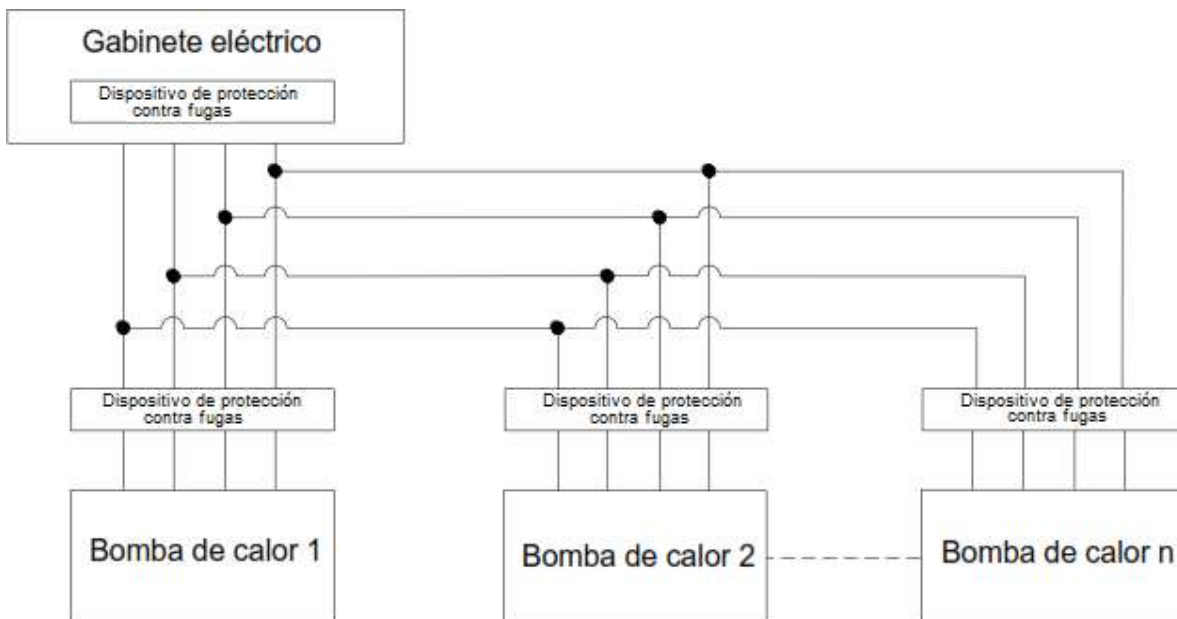 Gabinete eléctrico
Dispositivo de protección
contra fugas
Dispositivo de protección
contra fugas
Dispositivo de protección
contra fugas
Dispositivo de protección
contra fugas
Bomba de calor 1
Bomba de calor 2
Bomba de calor n